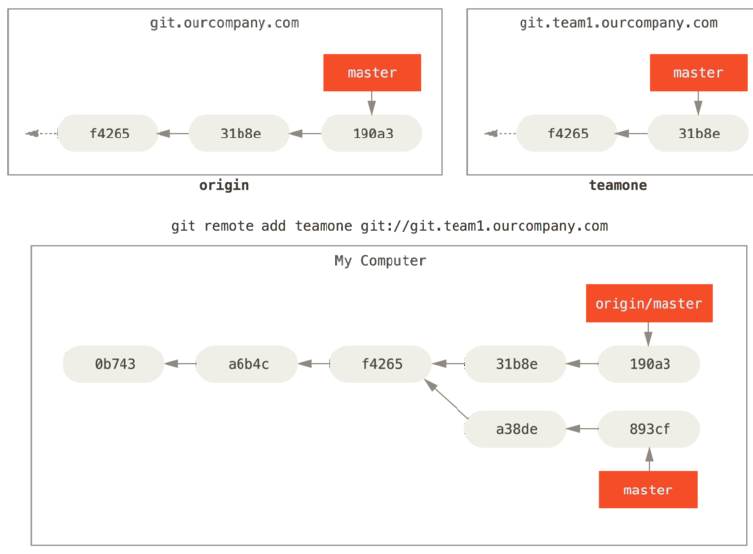 git.ourcompany.com
master
f4265 31b8e 190a3
origin
git.team1.ourcompany.com
master
f4265 31b8e
teamone
git remote add teamone git://git.team1.ourcompany.com
My Computer
origin/master
0b743 a6b4c f4265 31b8e 190a3
a38de 893cf
master